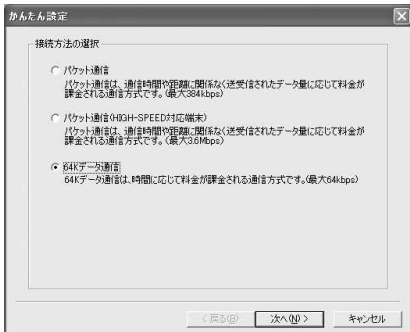 かんたん設定
接続方法の選択
パケット通信
パケット通信は、通信時間や距離に関係なく送受信されたデータ量に応じて料金が
課金される通信方式です。(最大384kbps)
パケット通信(HIGH-SPEED対応端末)
パケット通信は、通信時間や距離に関係なく送受信されたデータ量に応じて料金が
課金される通信方式です。(最大3.6Mbps)
64Kデータ通信
64Kデータ通信は、時間に応じて料金が課金される通信方式です。(最大64kbps)
< 戻る(B)
次へ(N) >
キャンセル